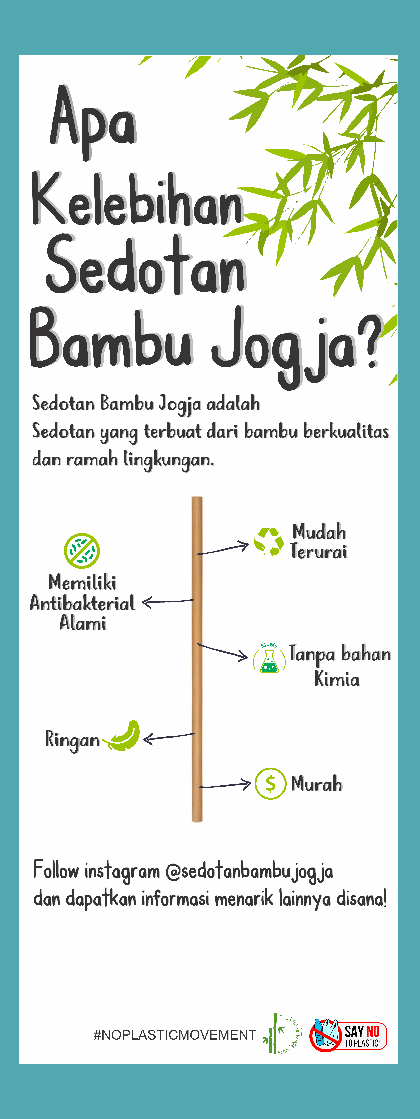 Apa
Kelebihan
Sedotan
Bambu Jogja?
Sedotan Bambu Jogja adalah
Sedotan yang terbuat dari bambu berkualitas
dan ramah lingkungan.
Mudah
Terurai
Memiliki
Antibakterial
Alami
Tanpa bahan
Kimia
Ringan
$ Murah
Follow instagram @sedotanbambujogja
dan dapatkan informasi menarik lainnya disana!
#NOPLASTICMOVEMENT
SAY NO
TO PLASTIC!